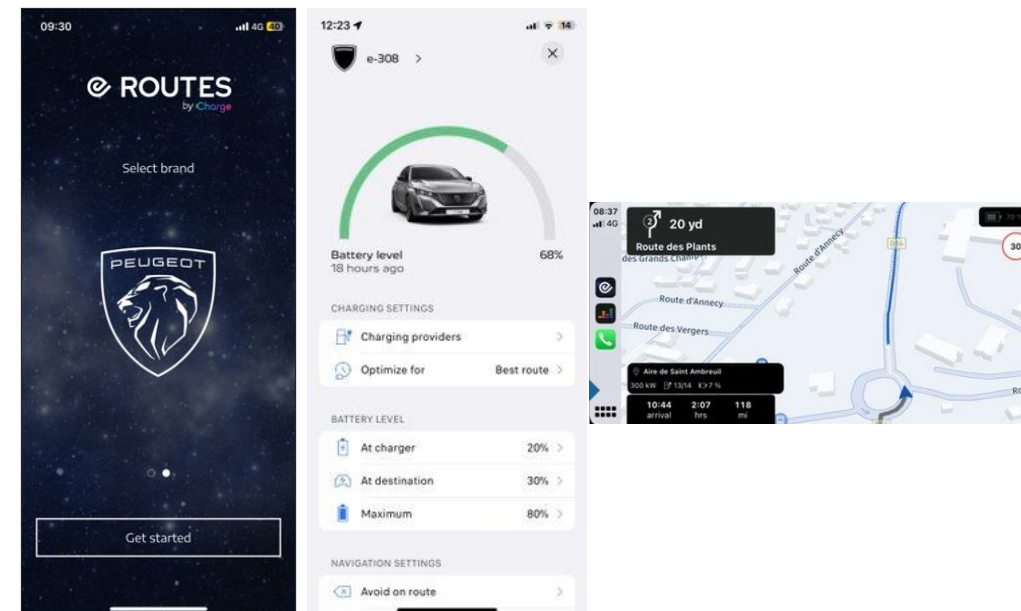 09:30
4G 40
ROUTES
by Charge
Select brand
PEUGEOT
Get started
12:23
14
e-308 >
Battery level 68%
18 hours ago
CHARGING SETTINGS
Charging providers
Optimize for Best route
BATTERY LEVEL
At charger 20%
At destination 30%
Maximum 80%
NAVIGATION SETTINGS
Avoid on route
08:37
4G
2
20 yd
Route des Plants
des Grands Champ
Route d'Annecy
70 %
30
Route d'Annecy
Route des Vergers
Aire de Saint Ambreuil
300 kW 13/14 7 %
10:44 2:07 118
arrival hrs mi